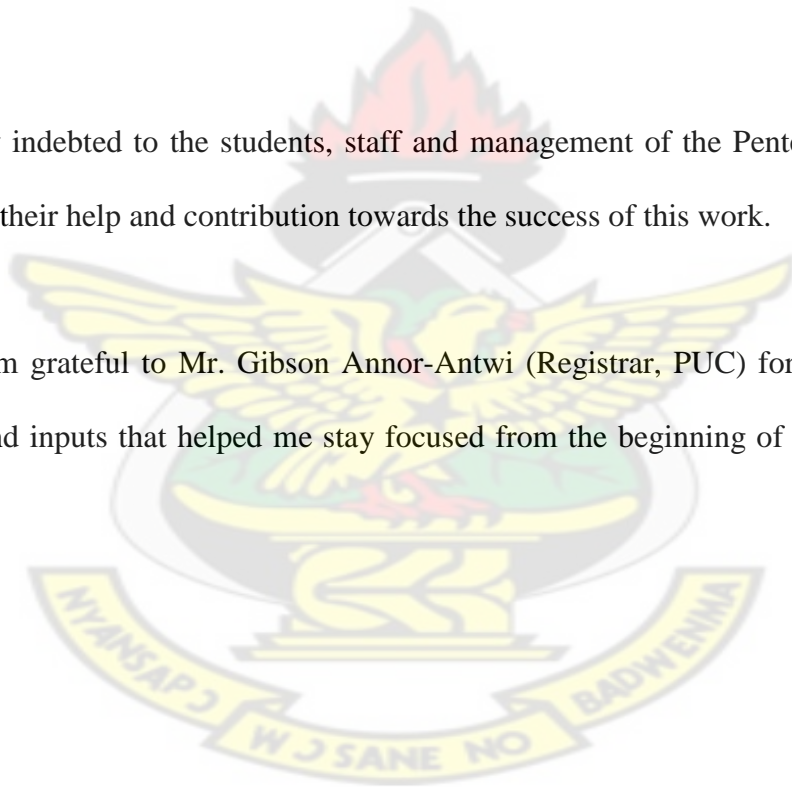 indebted to the students, staff and management of the
their help and contribution towards the success of this work.
grateful to Mr. Gibson Annor-Antwi (Registrar, PUC) for
inputs that helped me stay focused from the beginning of
NYANSAPƆ WƆSANE NO BADWENMA